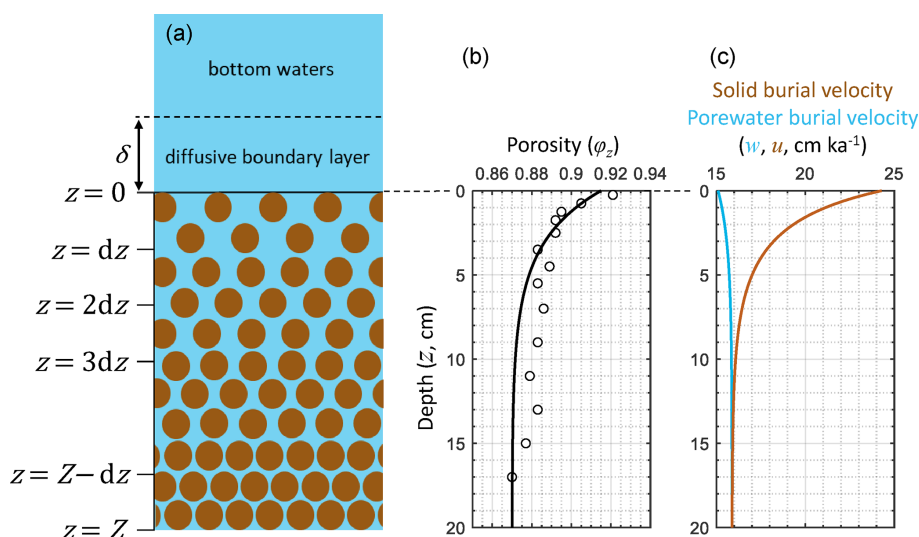 (a)
bottom waters
δ
diffusive boundary layer
z = 0
z = dz
z = 2dz
z = 3dz
z = Z−dz
z = Z
(b)
Porosity (φz)
0.86 0.88 0.9 0.92 0.94
Depth (z, cm)
0
5
10
15
20
(c)
Solid burial velocity
Porewater burial velocity
(w, u, cm ka⁻¹)
15 20 25
0
5
10
15
20